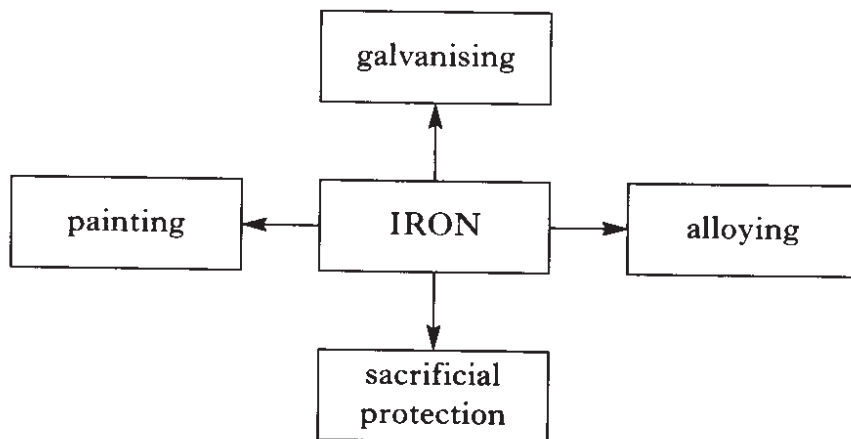 galvanising
painting
IRON
alloying
sacrificial
protection